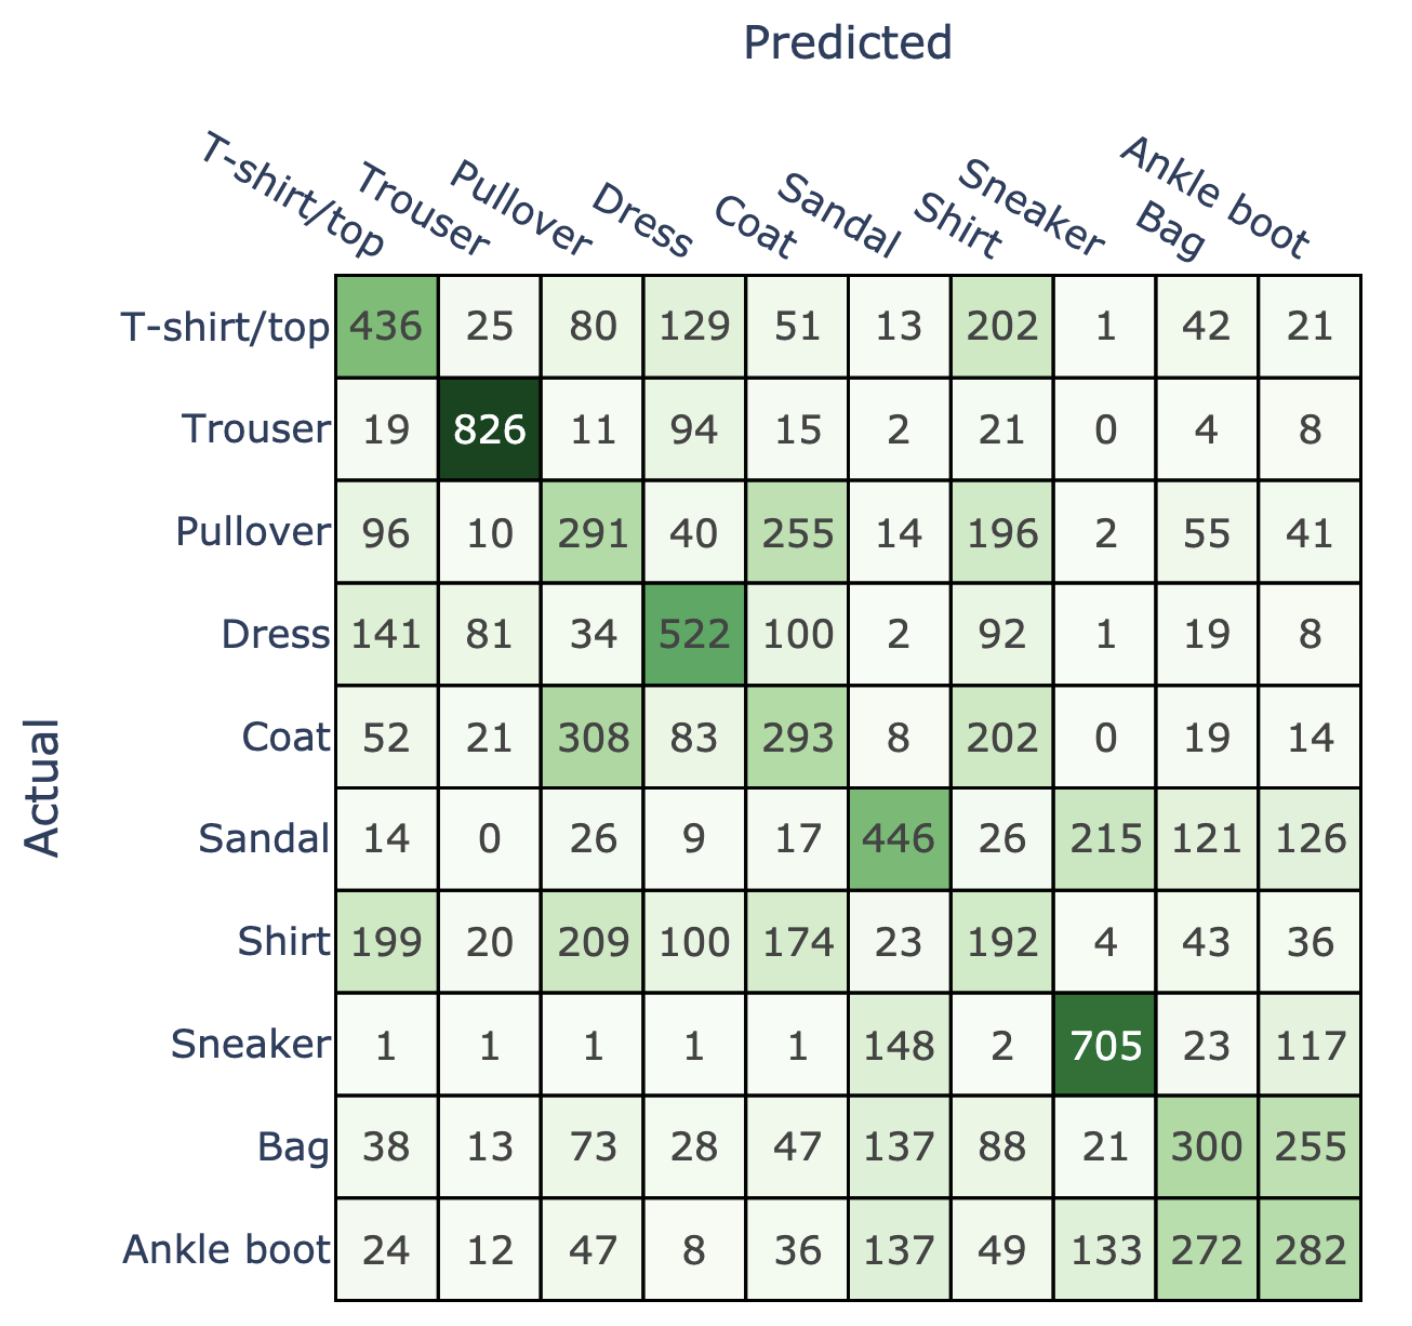 Predicted
T-shirt/top Trouser Pullover Dress Coat Sandal Shirt Sneaker Bag Ankle boot
Actual
T-shirt/top 436 25 80 129 51 13 202 1 42 21
Trouser 19 826 11 94 15 2 21 0 4 8
Pullover 96 10 291 40 255 14 196 2 55 41
Dress 141 81 34 522 100 2 92 1 19 8
Coat 52 21 308 83 293 8 202 0 19 14
Sandal 14 0 26 9 17 446 26 215 121 126
Shirt 199 20 209 100 174 23 192 4 43 36
Sneaker 1 1 1 1 1 148 2 705 23 117
Bag 38 13 73 28 47 137 88 21 300 255
Ankle boot 24 12 47 8 36 137 49 133 272 282